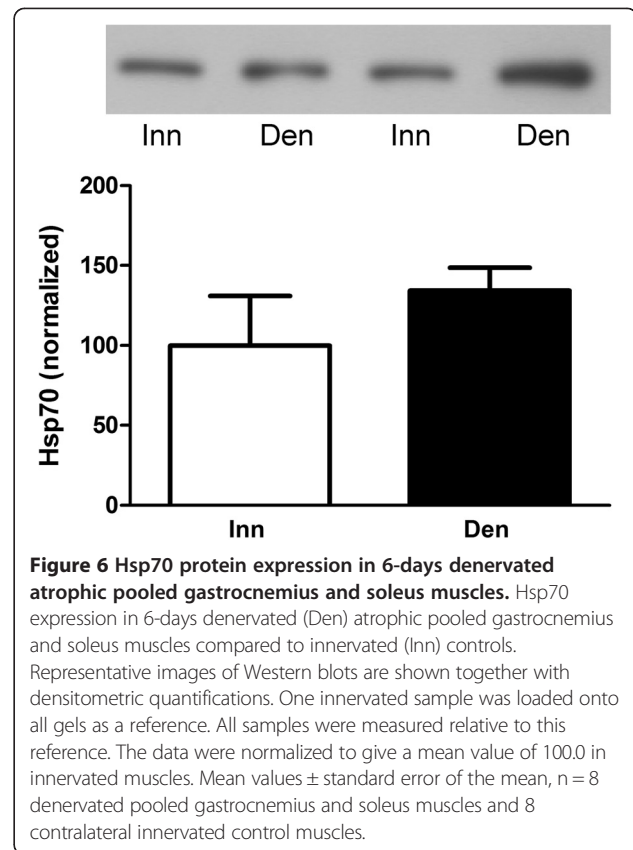 Inn Den Inn Den
200
150
100
50
0
Hsp70 (normalized)
Inn Den
Figure 6 Hsp70 protein expression in 6-days denervated
atrophic pooled gastrocnemius and soleus muscles. Hsp70
expression in 6-days denervated (Den) atrophic pooled gastrocnemius
and soleus muscles compared to innervated (Inn) controls.
Representative images of Western blots are shown together with
densitometric quantifications. One innervated sample was loaded onto
all gels as a reference. All samples were measured relative to this
reference. The data were normalized to give a mean value of 100.0 in
innervated muscles. Mean values ± standard error of the mean, n = 8
denervated pooled gastrocnemius and soleus muscles and 8
contralateral innervated control muscles.